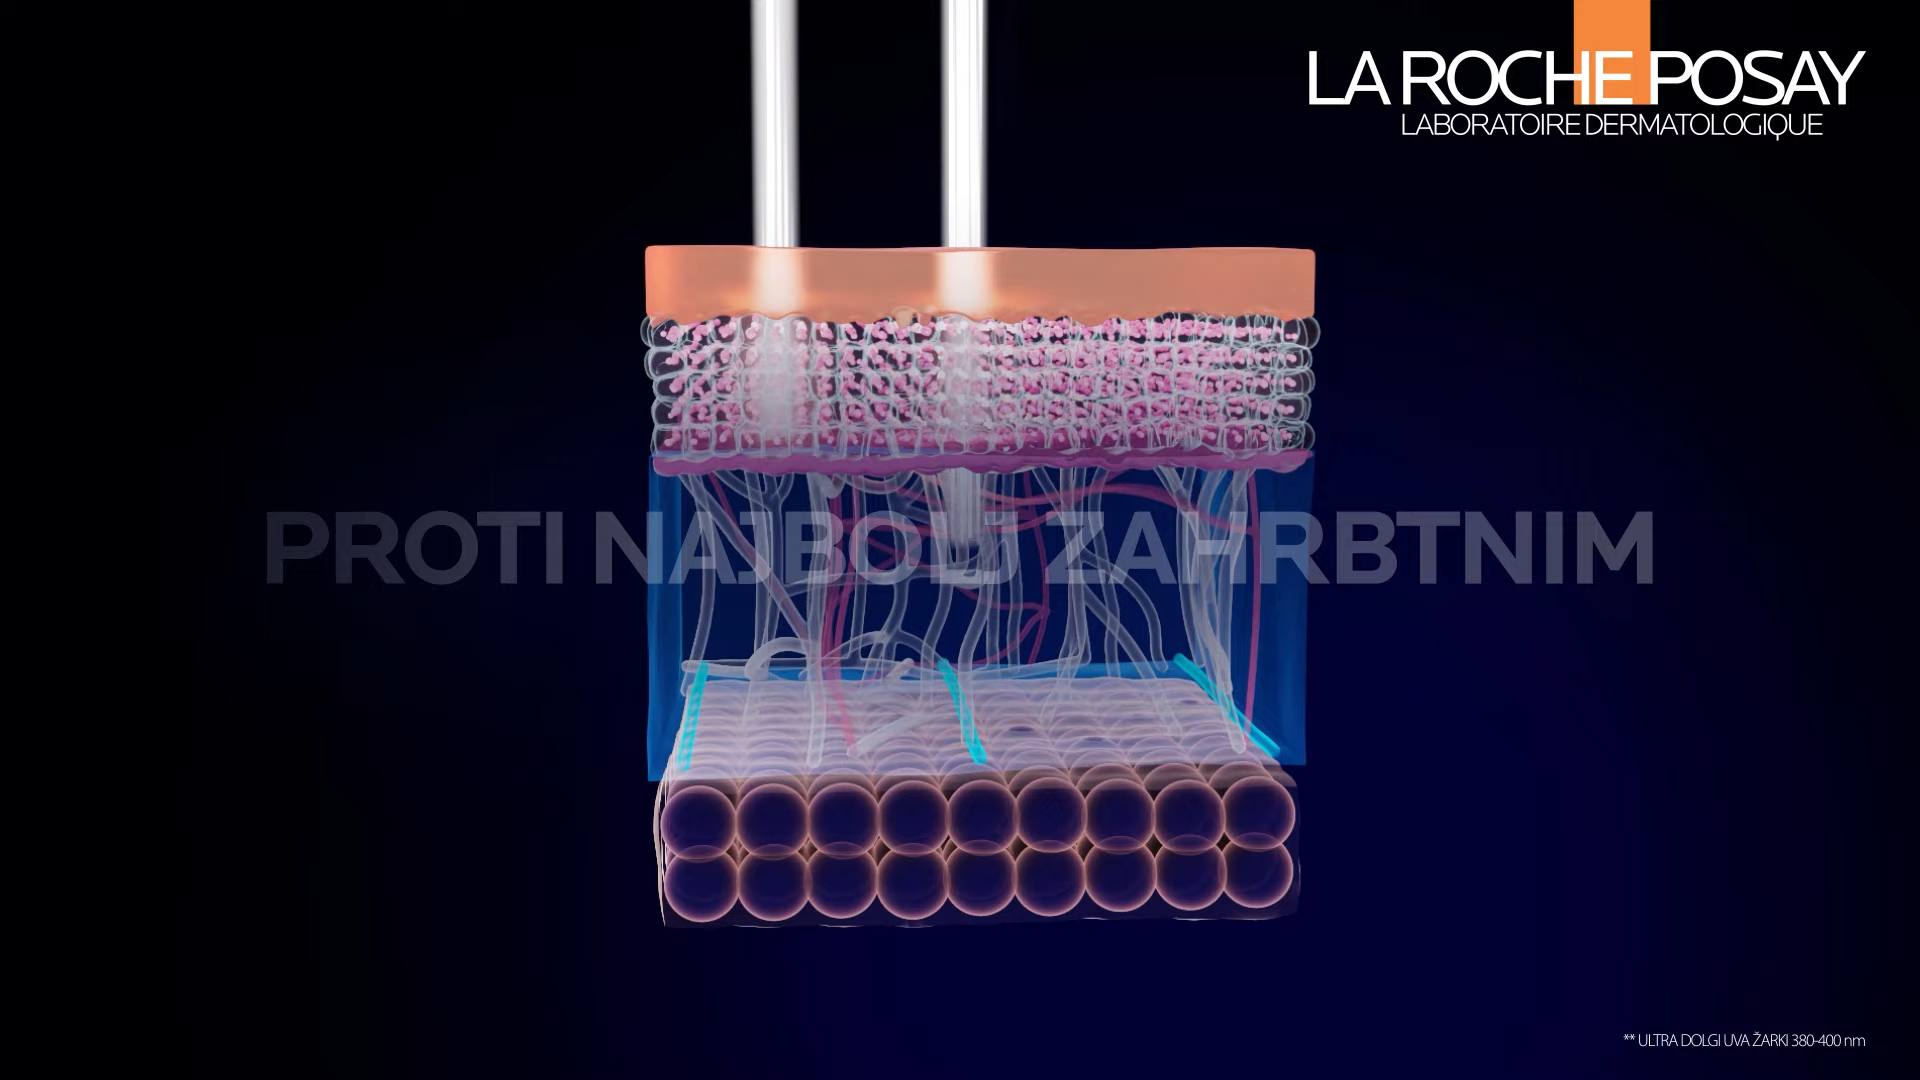 LA ROCHE POSAY
LABORATOIRE DERMATOLOGIQUE
PROTI NAJBOLJ ZAHRBTNIM
** ULTRA DOLGI UVA ŽARKI 380-400 nm